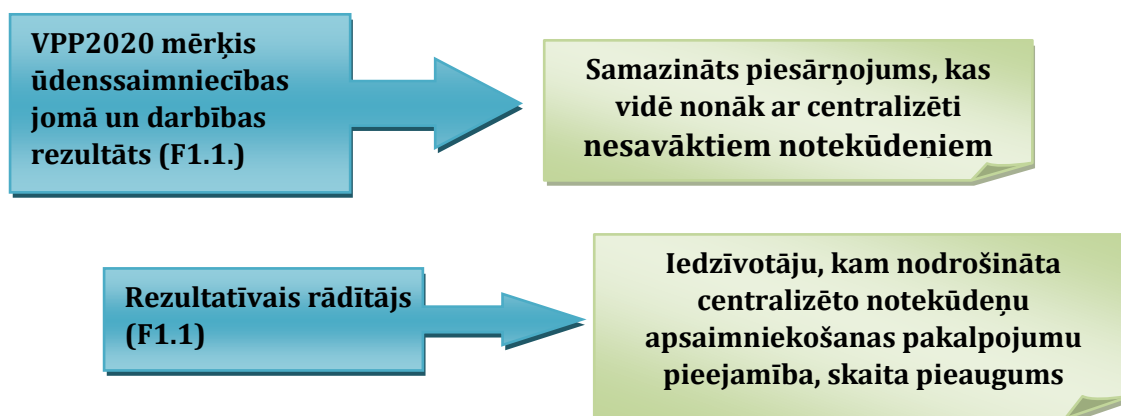 VPP2020 mērķis
ūdenssaimniecības
jomā un darbības
rezultāts (F1.1.)
Samazināts piesārņojums, kas
vidē nonāk ar centralizēti
nesavāktiem notekūdeņiem
Rezultatīvais rādītājs
(F1.1)
Iedzīvotāju, kam nodrošināta
centralizēto notekūdeņu
apsaimniekošanas pakalpojumu
pieejamība, skaita pieaugums